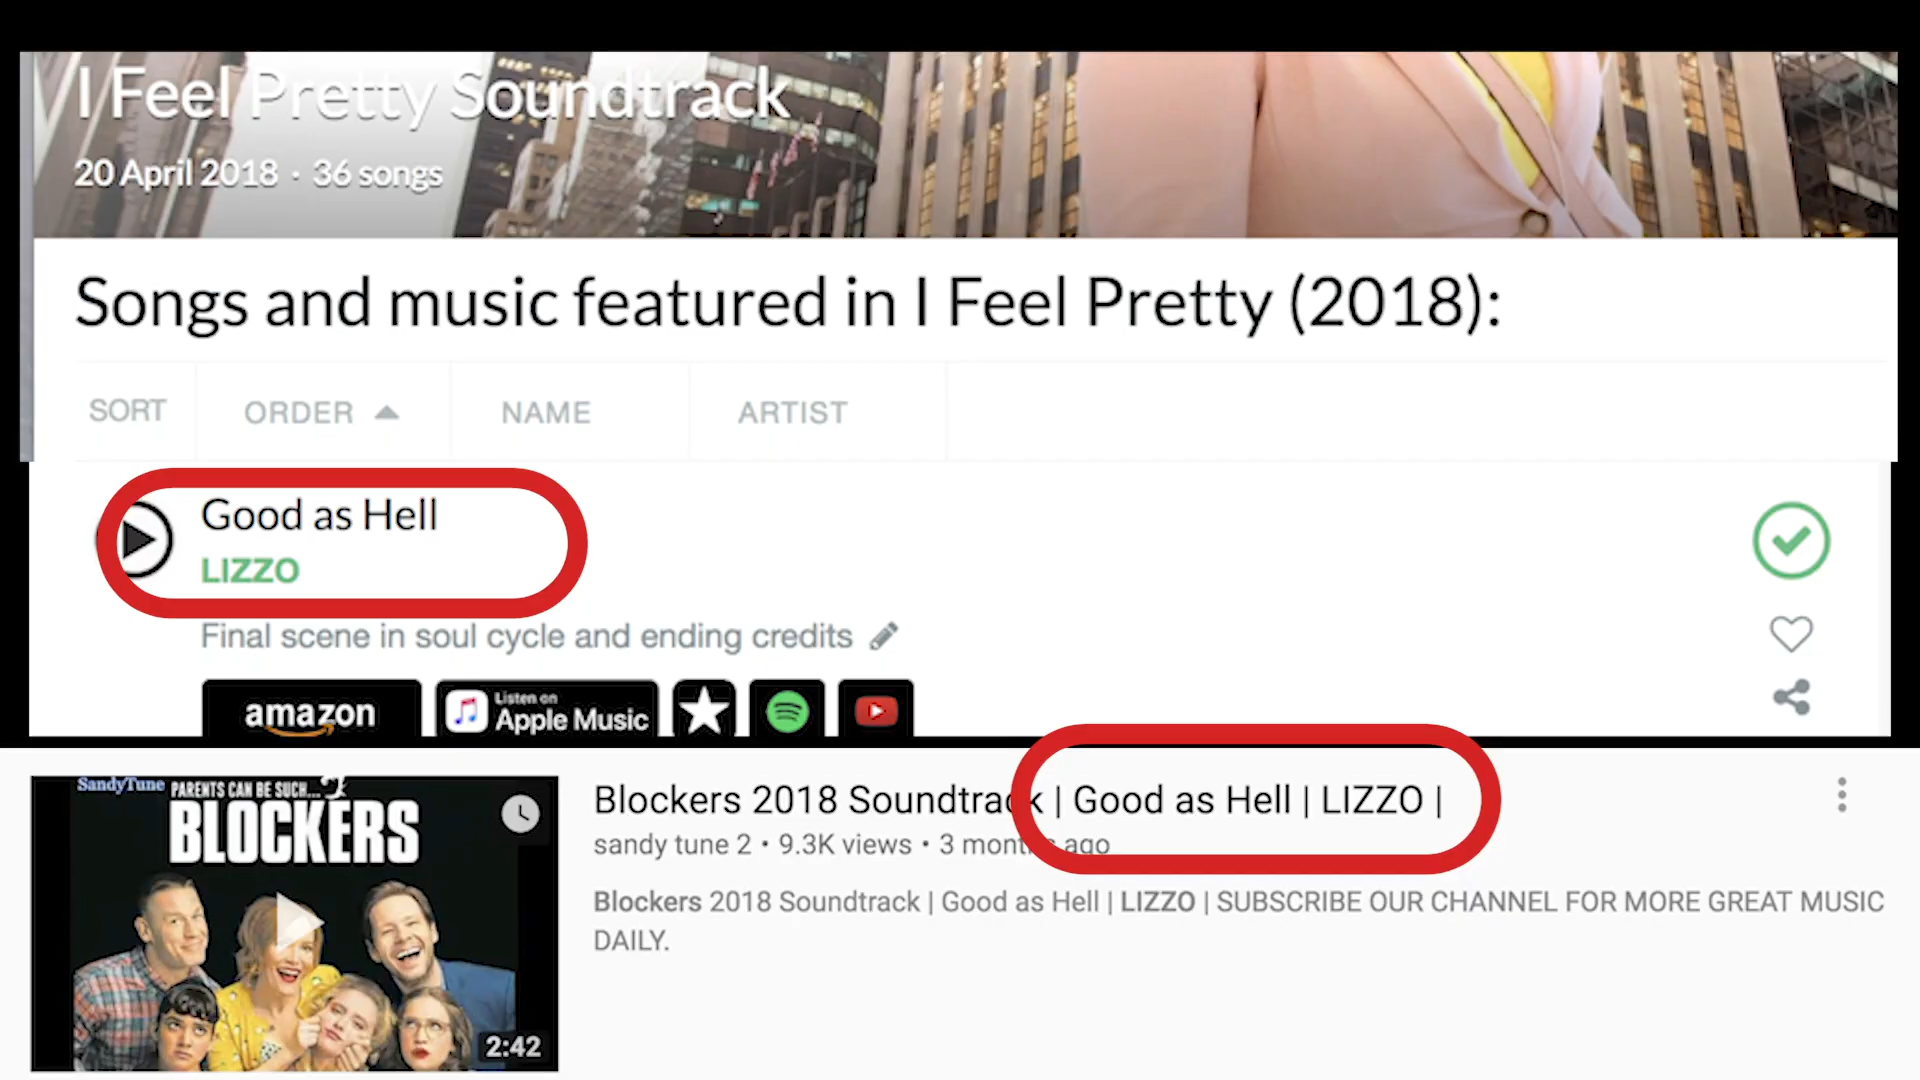 I Feel Pretty Soundtrack
20 April 2018 · 36 songs
Songs and music featured in I Feel Pretty (2018):
SORT ORDER NAME ARTIST
Good as Hell
LIZZO
Final scene in soul cycle and ending credits
amazon
Listen on
Apple Music
SandyTune
PARENTS CAN BE SUCH...
BLOCKERS
2:42
Blockers 2018 Soundtrack | Good as Hell | LIZZO |
sandy tune 2 • 9.3K views • 3 months ago
Blockers 2018 Soundtrack | Good as Hell | LIZZO | SUBSCRIBE OUR CHANNEL FOR MORE GREAT MUSIC
DAILY.